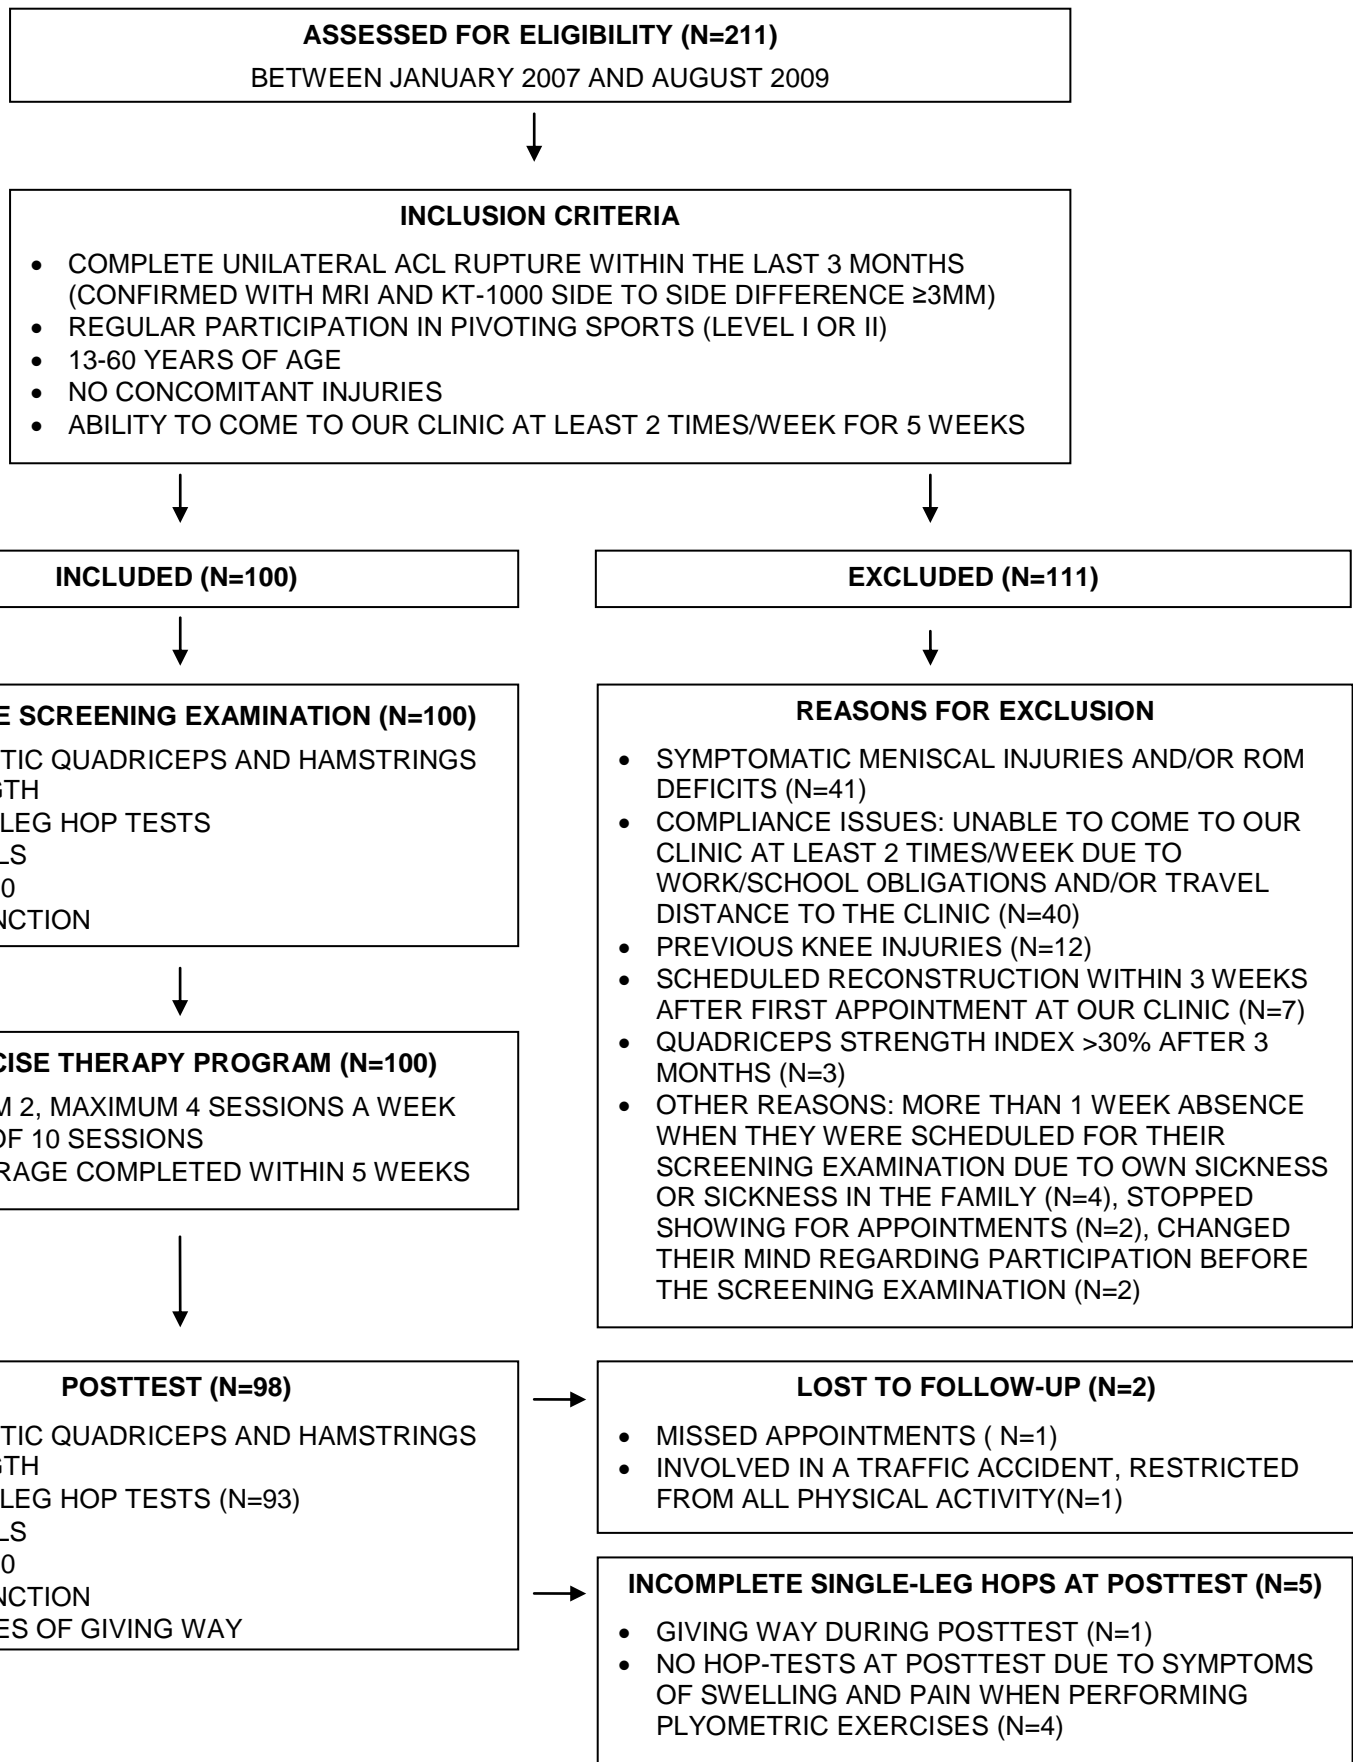 ASSESSED FOR ELIGIBILITY (N=211)
BETWEEN JANUARY 2007 AND AUGUST 2009
INCLUSION CRITERIA
• COMPLETE UNILATERAL ACL RUPTURE WITHIN THE LAST 3 MONTHS
(CONFIRMED WITH MRI AND KT-1000 SIDE TO SIDE DIFFERENCE ≥3MM)
• REGULAR PARTICIPATION IN PIVOTING SPORTS (LEVEL I OR II)
• 13-60 YEARS OF AGE
• NO CONCOMITANT INJURIES
• ABILITY TO COME TO OUR CLINIC AT LEAST 2 TIMES/WEEK FOR 5 WEEKS
INCLUDED (N=100)
EXCLUDED (N=111)
E SCREENING EXAMINATION (N=100)
TIC QUADRICEPS AND HAMSTRINGS
GTH
LEG HOP TESTS
LS
0
NCTION
REASONS FOR EXCLUSION
• SYMPTOMATIC MENISCAL INJURIES AND/OR ROM
DEFICITS (N=41)
• COMPLIANCE ISSUES: UNABLE TO COME TO OUR
CLINIC AT LEAST 2 TIMES/WEEK DUE TO
WORK/SCHOOL OBLIGATIONS AND/OR TRAVEL
DISTANCE TO THE CLINIC (N=40)
• PREVIOUS KNEE INJURIES (N=12)
• SCHEDULED RECONSTRUCTION WITHIN 3 WEEKS
AFTER FIRST APPOINTMENT AT OUR CLINIC (N=7)
• QUADRICEPS STRENGTH INDEX >30% AFTER 3
MONTHS (N=3)
• OTHER REASONS: MORE THAN 1 WEEK ABSENCE
WHEN THEY WERE SCHEDULED FOR THEIR
SCREENING EXAMINATION DUE TO OWN SICKNESS
OR SICKNESS IN THE FAMILY (N=4), STOPPED
SHOWING FOR APPOINTMENTS (N=2), CHANGED
THEIR MIND REGARDING PARTICIPATION BEFORE
THE SCREENING EXAMINATION (N=2)
CISE THERAPY PROGRAM (N=100)
M 2, MAXIMUM 4 SESSIONS A WEEK
OF 10 SESSIONS
RAGE COMPLETED WITHIN 5 WEEKS
POSTTEST (N=98)
TIC QUADRICEPS AND HAMSTRINGS
GTH
LEG HOP TESTS (N=93)
LS
0
NCTION
ES OF GIVING WAY
LOST TO FOLLOW-UP (N=2)
• MISSED APPOINTMENTS ( N=1)
• INVOLVED IN A TRAFFIC ACCIDENT, RESTRICTED
FROM ALL PHYSICAL ACTIVITY(N=1)
INCOMPLETE SINGLE-LEG HOPS AT POSTTEST (N=5)
• GIVING WAY DURING POSTTEST (N=1)
• NO HOP-TESTS AT POSTTEST DUE TO SYMPTOMS
OF SWELLING AND PAIN WHEN PERFORMING
PLYOMETRIC EXERCISES (N=4)